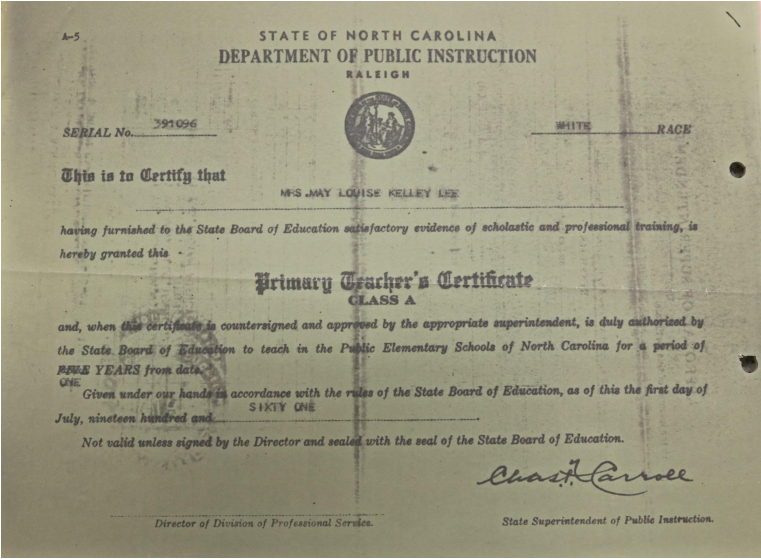 A-5
STATE OF NORTH CAROLINA
DEPARTMENT OF PUBLIC INSTRUCTION
RALEIGH
SERIAL No. 391096 WHITE RACE
This is to Certify that
MRS.MAY LOUISE KELLEY LEE
having furnished to the State Board of Education satisfactory evidence of scholastic and professional training, is
hereby granted this
Primary Teacher's Certificate
CLASS A
and, when this certificate is countersigned and approved by the appropriate superintendent, is duly authorized by
the State Board of Education to teach in the Public Elementary Schools of North Carolina for a period of
FIVE YEARS from date.
ONE
Given under our hands in accordance with the rules of the State Board of Education, as of this the first day of
July, nineteen hundred and SIXTY ONE
Not valid unless signed by the Director and sealed with the seal of the State Board of Education.
Chas. F. Carroll
Director of Division of Professional Service.
State Superintendent of Public Instruction.